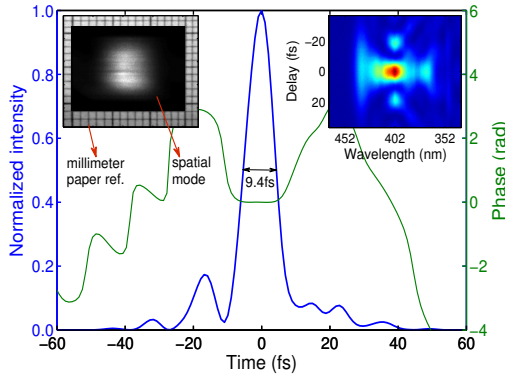 1.0
0.8
0.6
0.4
0.2
0.0
Normalized intensity
−60
−40
−20
0
20
40
60
Time (fs)
6
4
2
0
−2
−4
Phase (rad)
millimeter
paper ref.
spatial
mode
9.4fs
Delay (fs)
−20
0
20
452
402
352
Wavelength (nm)